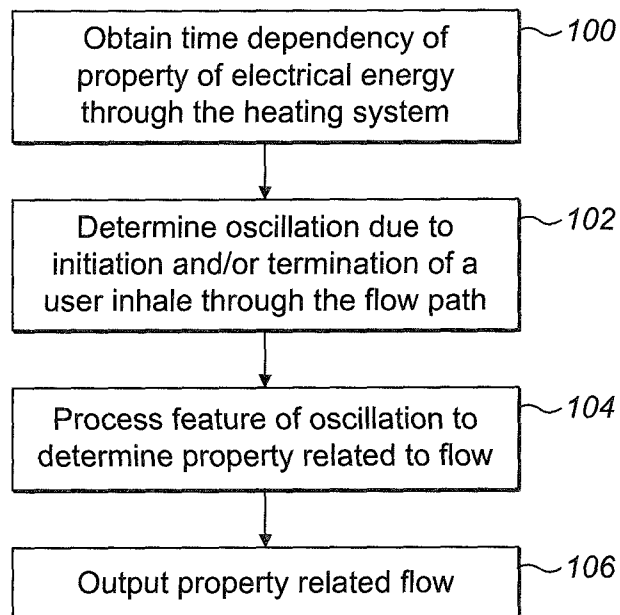 Obtain time dependency of
property of electrical energy
through the heating system
100
Determine oscillation due to
initiation and/or termination of a
user inhale through the flow path
102
Process feature of oscillation to
determine property related to flow
104
Output property related flow
106